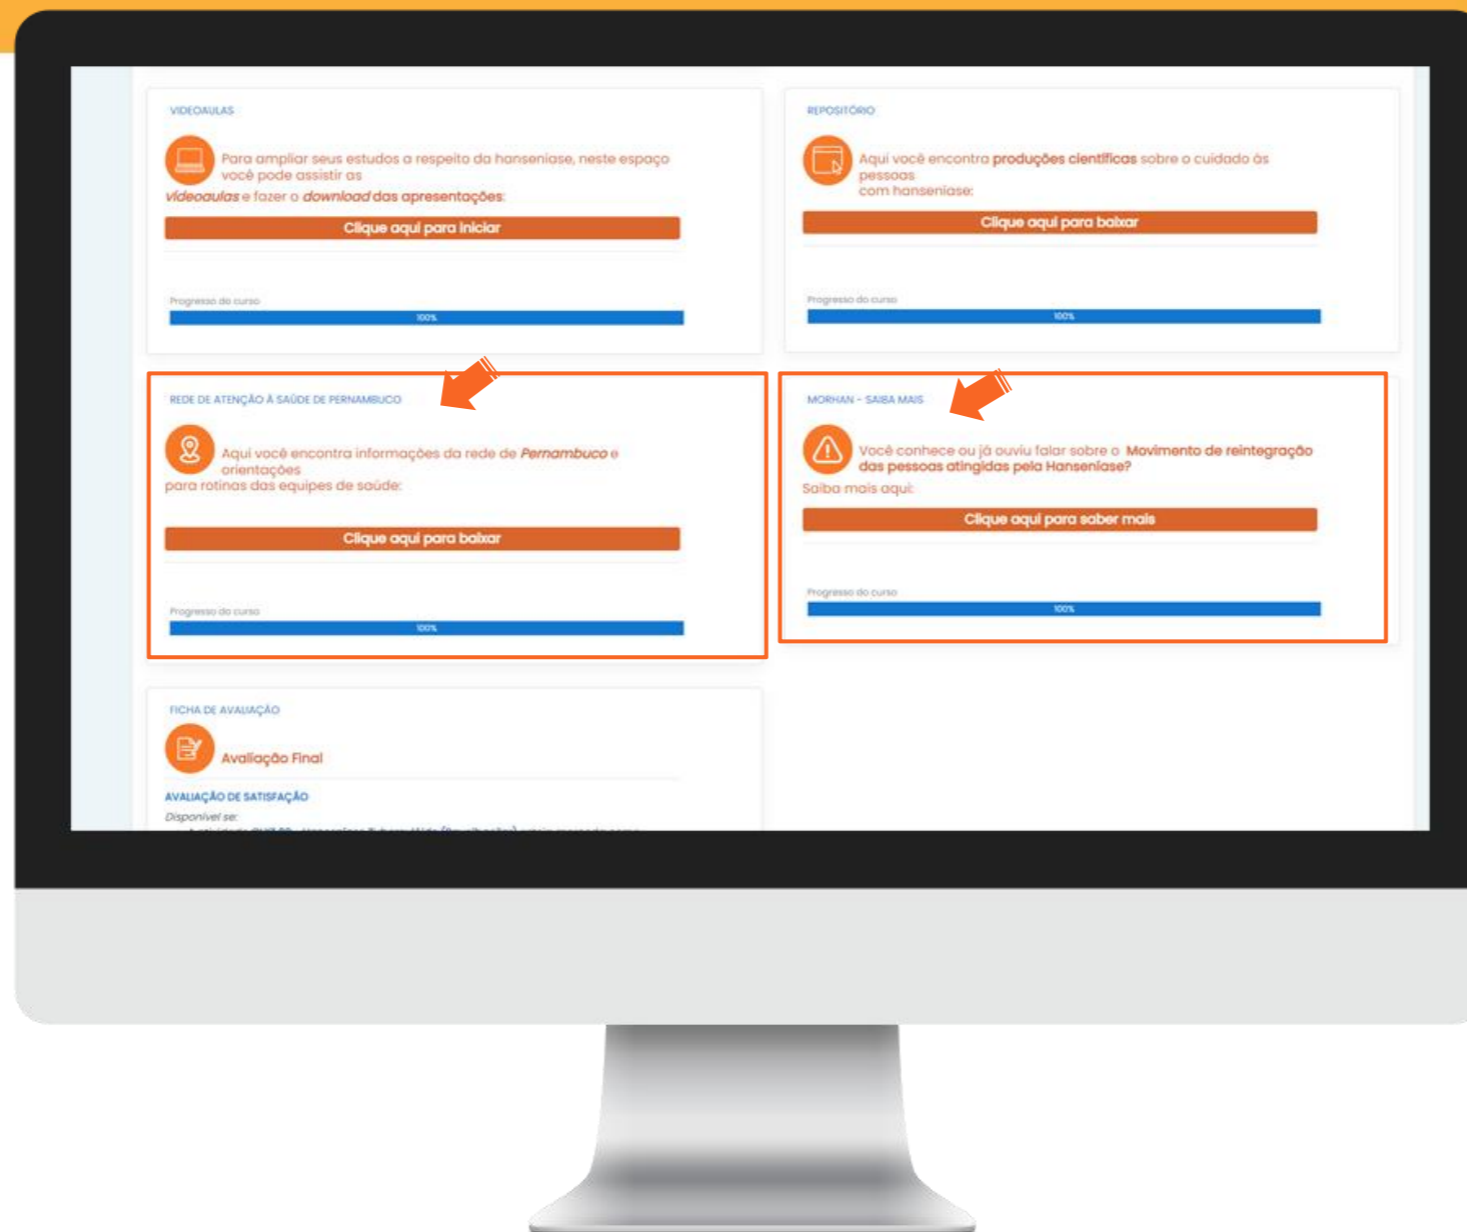 VIDEOAULAS
Para ampliar seus estudos a respeito da hanseníase, neste espaço
você pode assistir as
videoaulas e fazer o download das apresentações:
Clique aqui para iniciar
Progresso do curso
100%
REPOSITÓRIO
Aqui você encontra produções científicas sobre o cuidado às
pessoas
com hanseníase:
Clique aqui para baixar
Progresso do curso
100%
REDE DE ATENÇÃO À SAÚDE DE PERNAMBUCO
Aqui você encontra informações da rede de Pernambuco e
orientações
para rotinas das equipes de saúde:
Clique aqui para baixar
Progresso do curso
100%
MORHAN - SAIBA MAIS
Você conhece ou já ouviu falar sobre o Movimento de reintegração
das pessoas atingidas pela Hanseníase?
Saiba mais aqui:
Clique aqui para saber mais
Progresso do curso
100%
FICHA DE AVALIAÇÃO
Avaliação Final
AVALIAÇÃO DE SATISFAÇÃO
Disponível se: